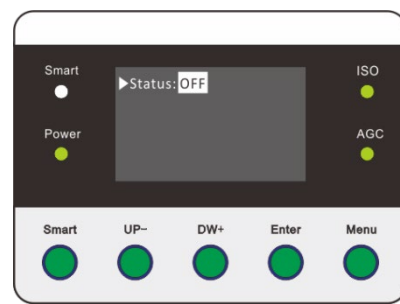 Smart
ISO
▶Status: OFF
Power
AGC
Smart
UP-
DW+
Enter
Menu